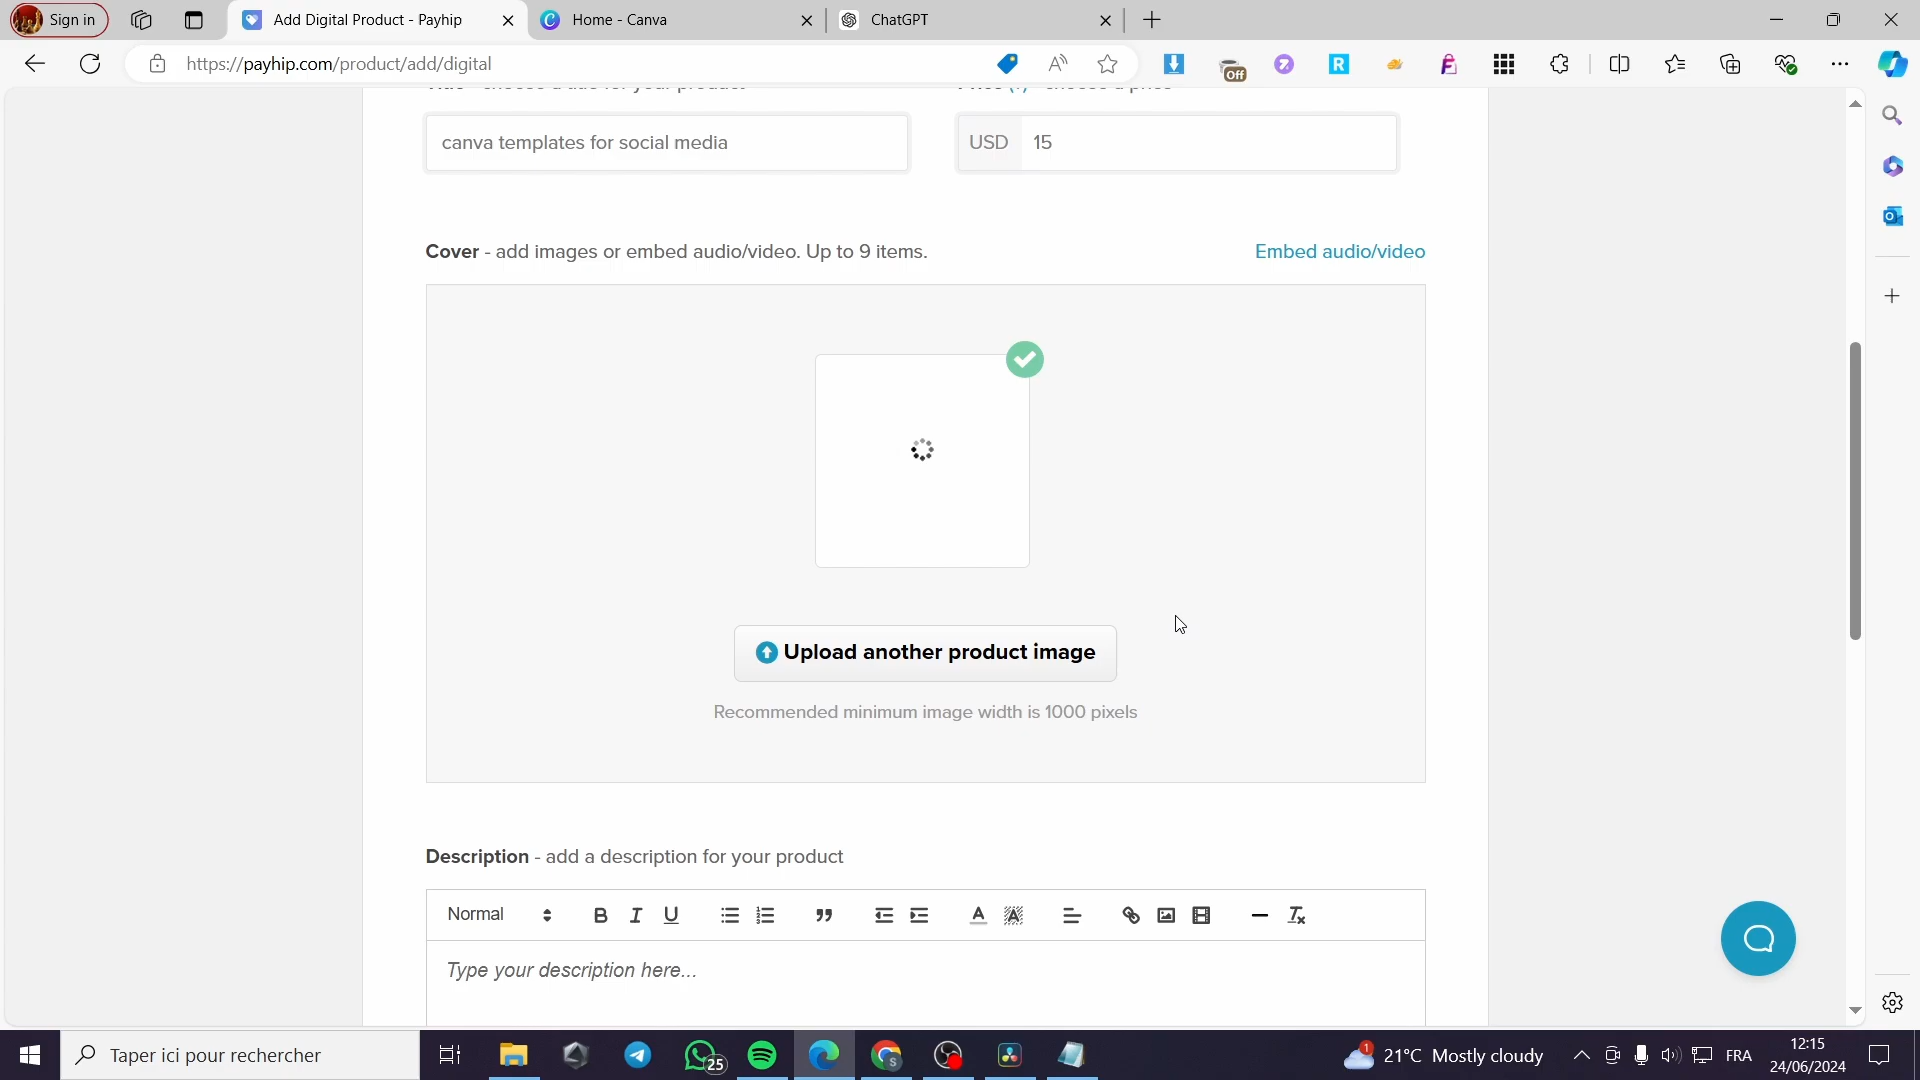 Sign in
Add Digital Product - Payhip
Home - Canva
ChatGPT
https://payhip.com/product/add/digital
Off
canva templates for social media
USD 15
Cover - add images or embed audio/video. Up to 9 items.
Embed audio/video
Upload another product image
Recommended minimum image width is 1000 pixels
Description - add a description for your product
Normal
Type your description here...
Taper ici pour rechercher
25
1
21°C Mostly cloudy
FRA
12:15
24/06/2024